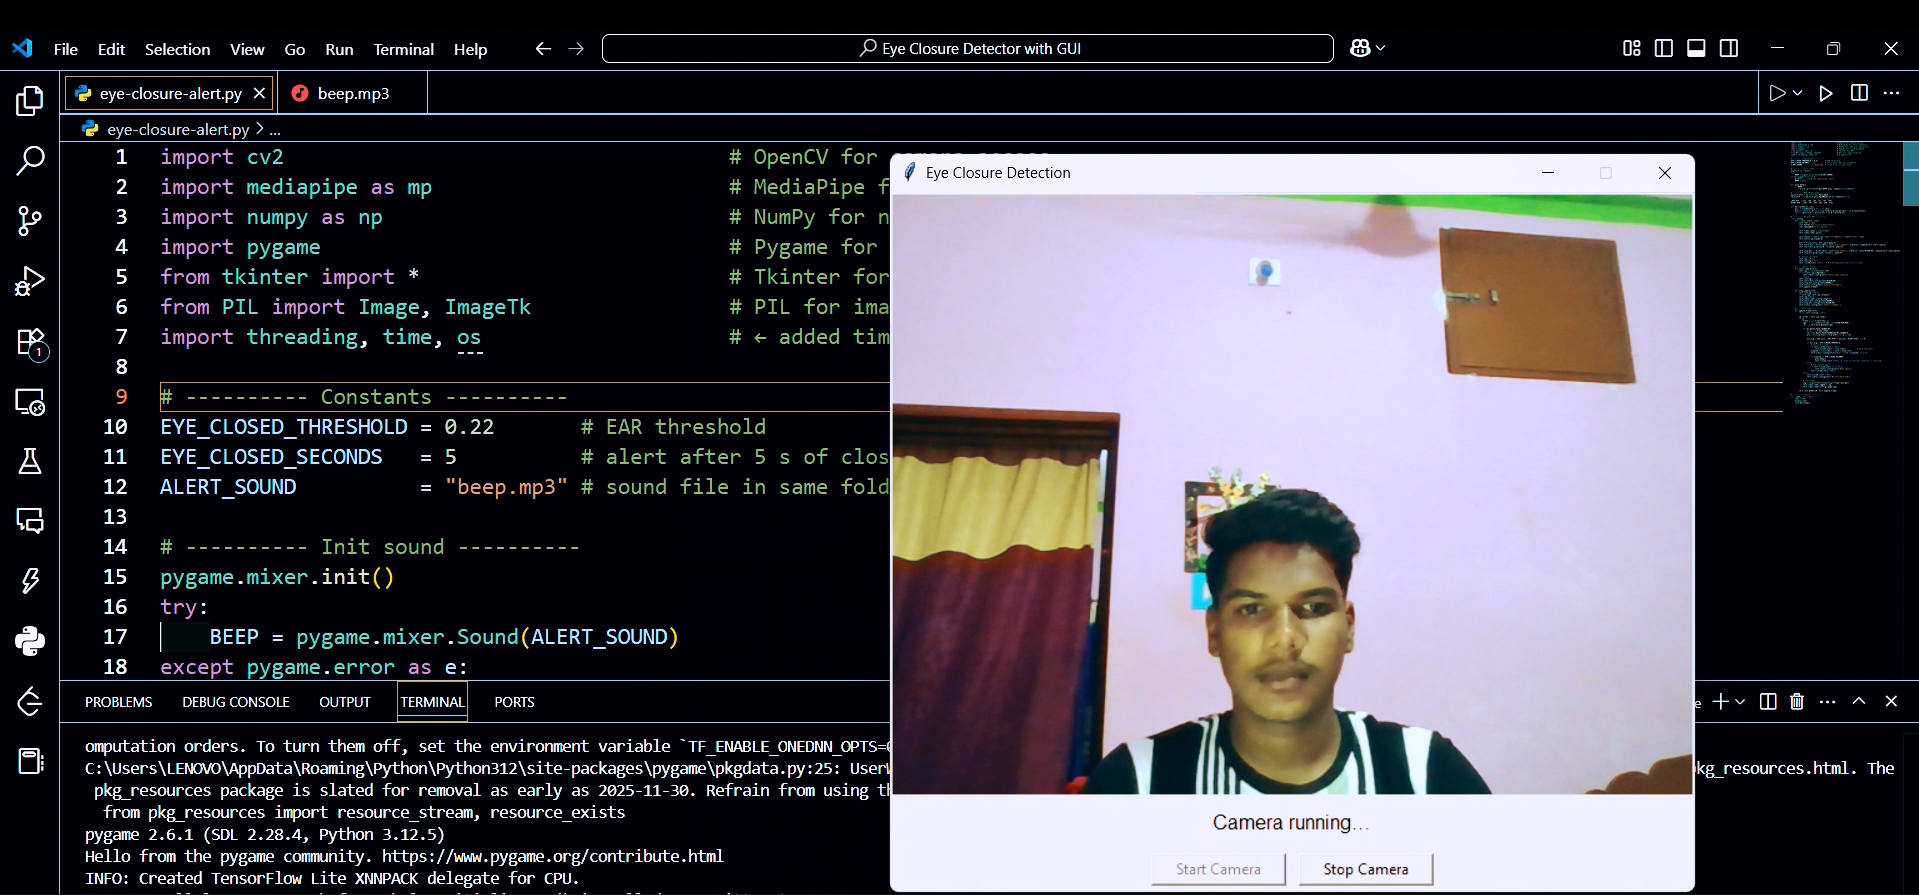 File Edit Selection View Go Run Terminal Help
Eye Closure Detector with GUI
eye-closure-alert.py beep.mp3
eye-closure-alert.py > ...
1 import cv2 # OpenCV for
2 import mediapipe as mp # MediaPipe f
3 import numpy as np # NumPy for n
4 import pygame # Pygame for
5 from tkinter import * # Tkinter for
6 from PIL import Image, ImageTk # PIL for ima
7 import threading, time, os # ← added tim
8
9 # ---------- Constants ----------
10 EYE_CLOSED_THRESHOLD = 0.22 # EAR threshold
11 EYE_CLOSED_SECONDS = 5 # alert after 5 s of clos
12 ALERT_SOUND = "beep.mp3" # sound file in same fold
13
14 # ---------- Init sound ----------
15 pygame.mixer.init()
16 try:
17 BEEP = pygame.mixer.Sound(ALERT_SOUND)
18 except pygame.error as e:
Eye Closure Detection
Camera running...
Start Camera Stop Camera
PROBLEMS DEBUG CONSOLE OUTPUT TERMINAL PORTS
omputation orders. To turn them off, set the environment variable `TF_ENABLE_ONEDNN_OPTS=
C:\Users\LENOVO\AppData\Roaming\Python\Python312\site-packages\pygame\pkgdata.py:25: User kg_resources.html. The
pkg_resources package is slated for removal as early as 2025-11-30. Refrain from using th
from pkg_resources import resource_stream, resource_exists
pygame 2.6.1 (SDL 2.28.4, Python 3.12.5)
Hello from the pygame community. https://www.pygame.org/contribute.html
INFO: Created TensorFlow Lite XNNPACK delegate for CPU.